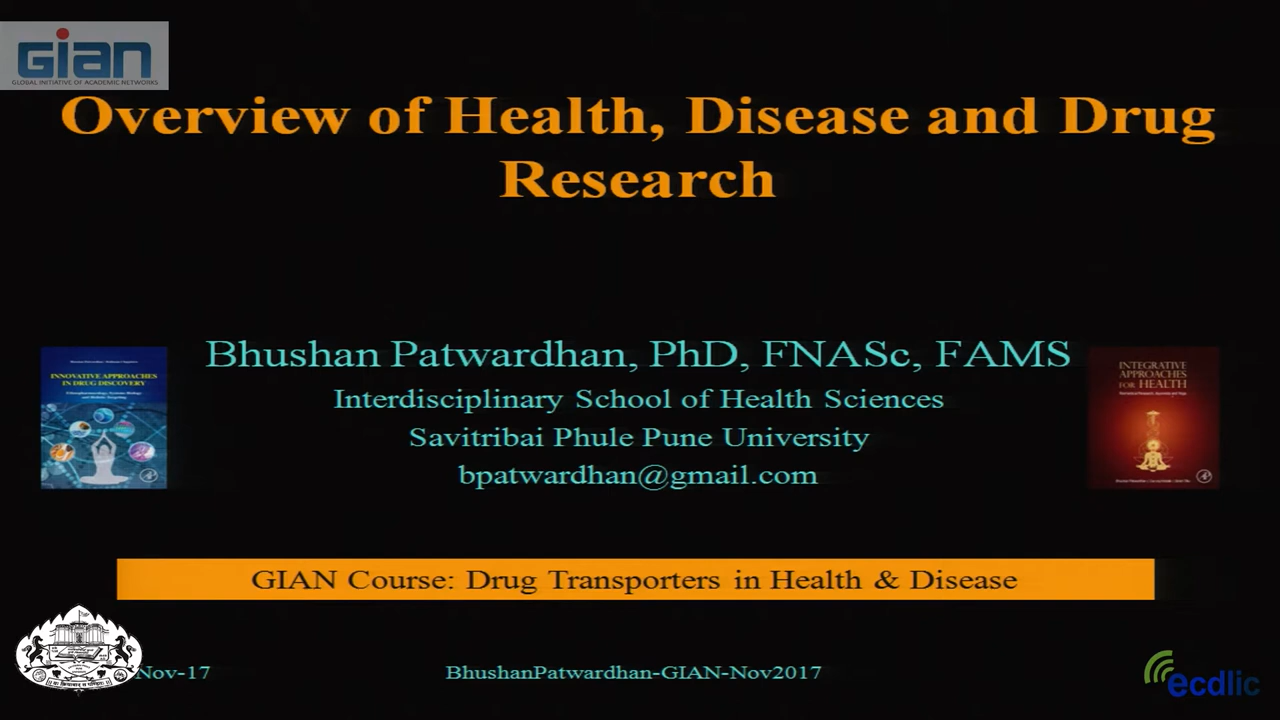 GIAN
GLOBAL INITIATIVE OF ACADEMIC NETWORKS
Overview of Health, Disease and Drug
Research
Bhushan Patwardhan, PhD, FNASc, FAMS
Interdisciplinary School of Health Sciences
Savitribai Phule Pune University
bpatwardhan@gmail.com
INNOVATIVE APPROACHES
IN DRUG DISCOVERY
INTEGRATIVE
APPROACHES
FOR HEALTH
GIAN Course: Drug Transporters in Health & Disease
Nov-17
BhushanPatwardhan-GIAN-Nov2017
ecdlic